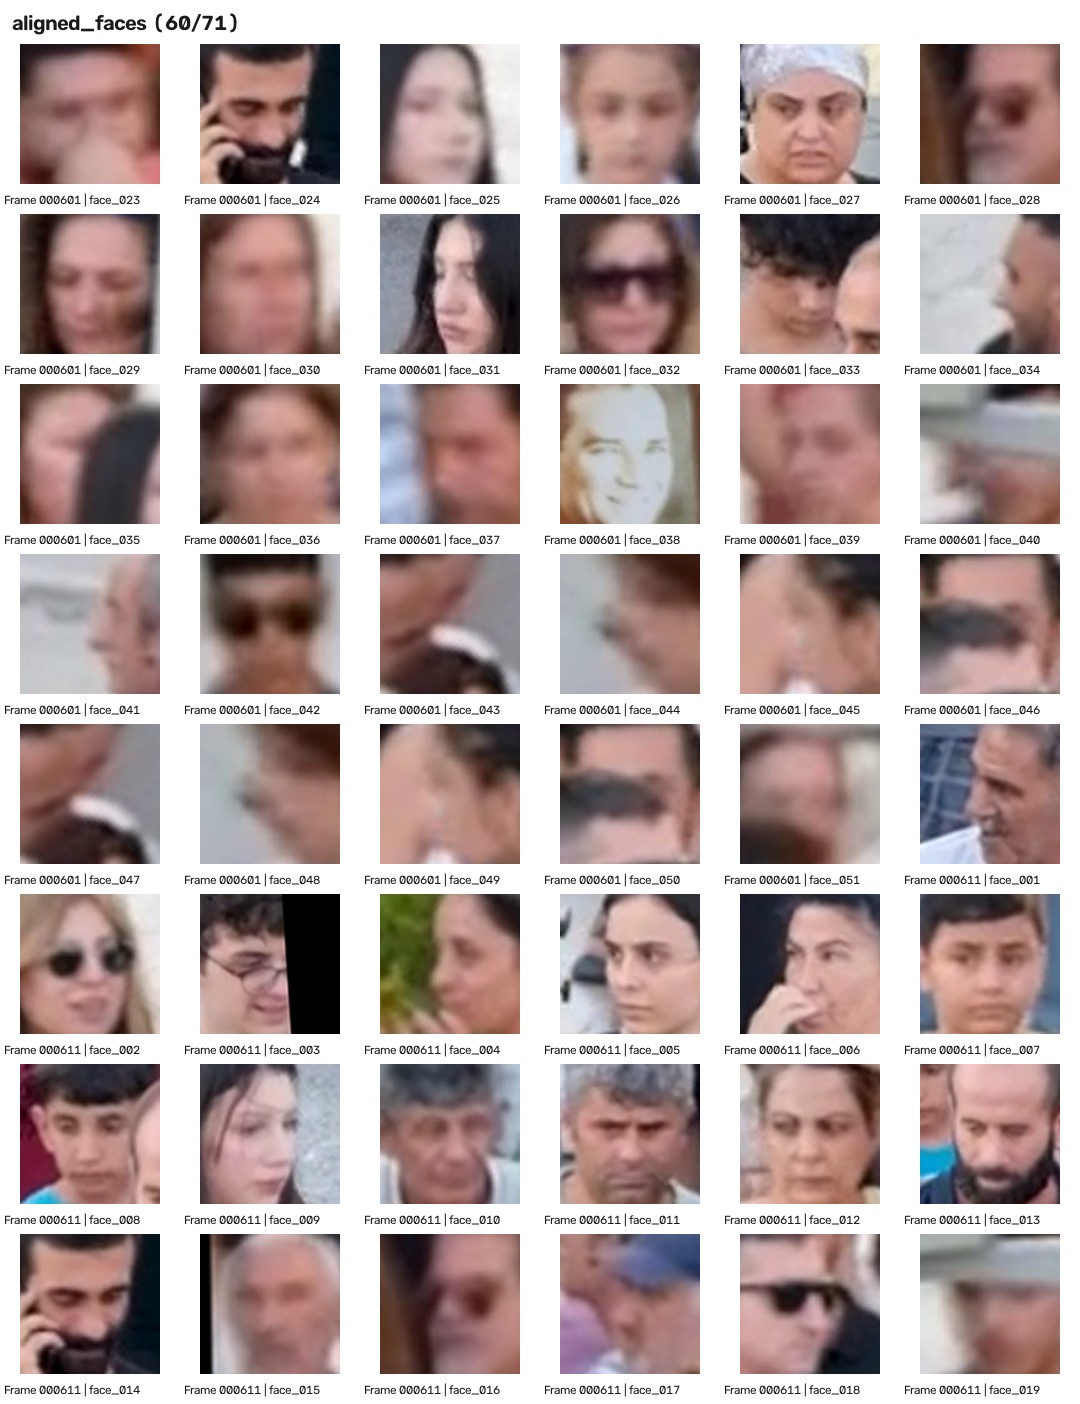 aligned_faces (60/71)
Frame 000601 | face_023
Frame 000601 | face_024
Frame 000601 | face_025
Frame 000601 | face_026
Frame 000601 | face_027
Frame 000601 | face_028
Frame 000601 | face_029
Frame 000601 | face_030
Frame 000601 | face_031
Frame 000601 | face_032
Frame 000601 | face_033
Frame 000601 | face_034
Frame 000601 | face_035
Frame 000601 | face_036
Frame 000601 | face_037
Frame 000601 | face_038
Frame 000601 | face_039
Frame 000601 | face_040
Frame 000601 | face_041
Frame 000601 | face_042
Frame 000601 | face_043
Frame 000601 | face_044
Frame 000601 | face_045
Frame 000601 | face_046
Frame 000601 | face_047
Frame 000601 | face_048
Frame 000601 | face_049
Frame 000601 | face_050
Frame 000601 | face_051
Frame 000611 | face_001
Frame 000611 | face_002
Frame 000611 | face_003
Frame 000611 | face_004
Frame 000611 | face_005
Frame 000611 | face_006
Frame 000611 | face_007
Frame 000611 | face_008
Frame 000611 | face_009
Frame 000611 | face_010
Frame 000611 | face_011
Frame 000611 | face_012
Frame 000611 | face_013
Frame 000611 | face_014
Frame 000611 | face_015
Frame 000611 | face_016
Frame 000611 | face_017
Frame 000611 | face_018
Frame 000611 | face_019